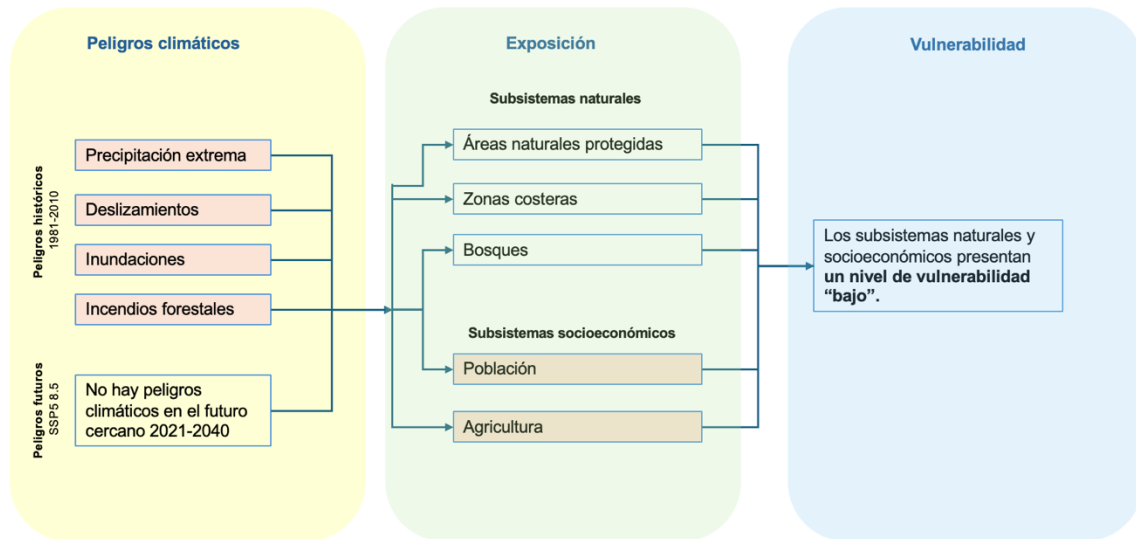 Peligros climáticos
Peligros históricos
1981-2010
Precipitación extrema
Deslizamientos
Inundaciones
Incendios forestales
Peligros futuros
SSP5 8.5
No hay peligros
climáticos en el futuro
cercano 2021-2040
Exposición
Subsistemas naturales
Áreas naturales protegidas
Zonas costeras
Bosques
Subsistemas socioeconómicos
Población
Agricultura
Vulnerabilidad
Los subsistemas naturales y
socioeconómicos presentan
un nivel de vulnerabilidad
“bajo”.